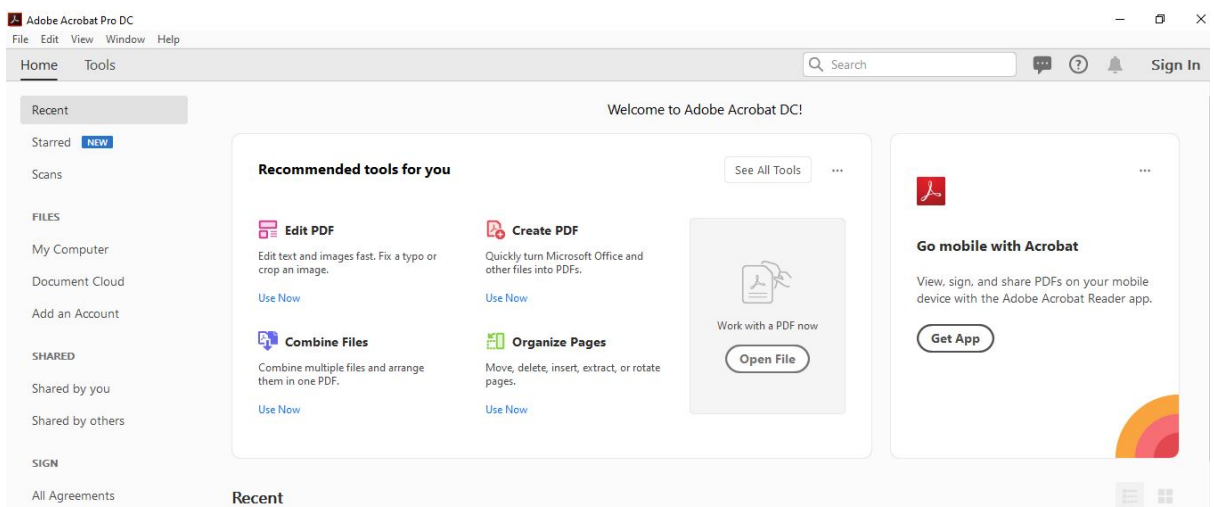 Adobe Acrobat Pro DC
File Edit View Window Help
Home Tools
Search
Sign In
Recent
Starred NEW
Scans
FILES
My Computer
Document Cloud
Add an Account
SHARED
Shared by you
Shared by others
SIGN
All Agreements
Welcome to Adobe Acrobat DC!
Recommended tools for you
See All Tools
Edit PDF
Edit text and images fast. Fix a typo or
crop an image.
Use Now
Create PDF
Quickly turn Microsoft Office and
other files into PDFs.
Use Now
Combine Files
Combine multiple files and arrange
them in one PDF.
Use Now
Organize Pages
Move, delete, insert, extract, or rotate
pages.
Use Now
Work with a PDF now
Open File
Go mobile with Acrobat
View, sign, and share PDFs on your mobile
device with the Adobe Acrobat Reader app.
Get App
Recent